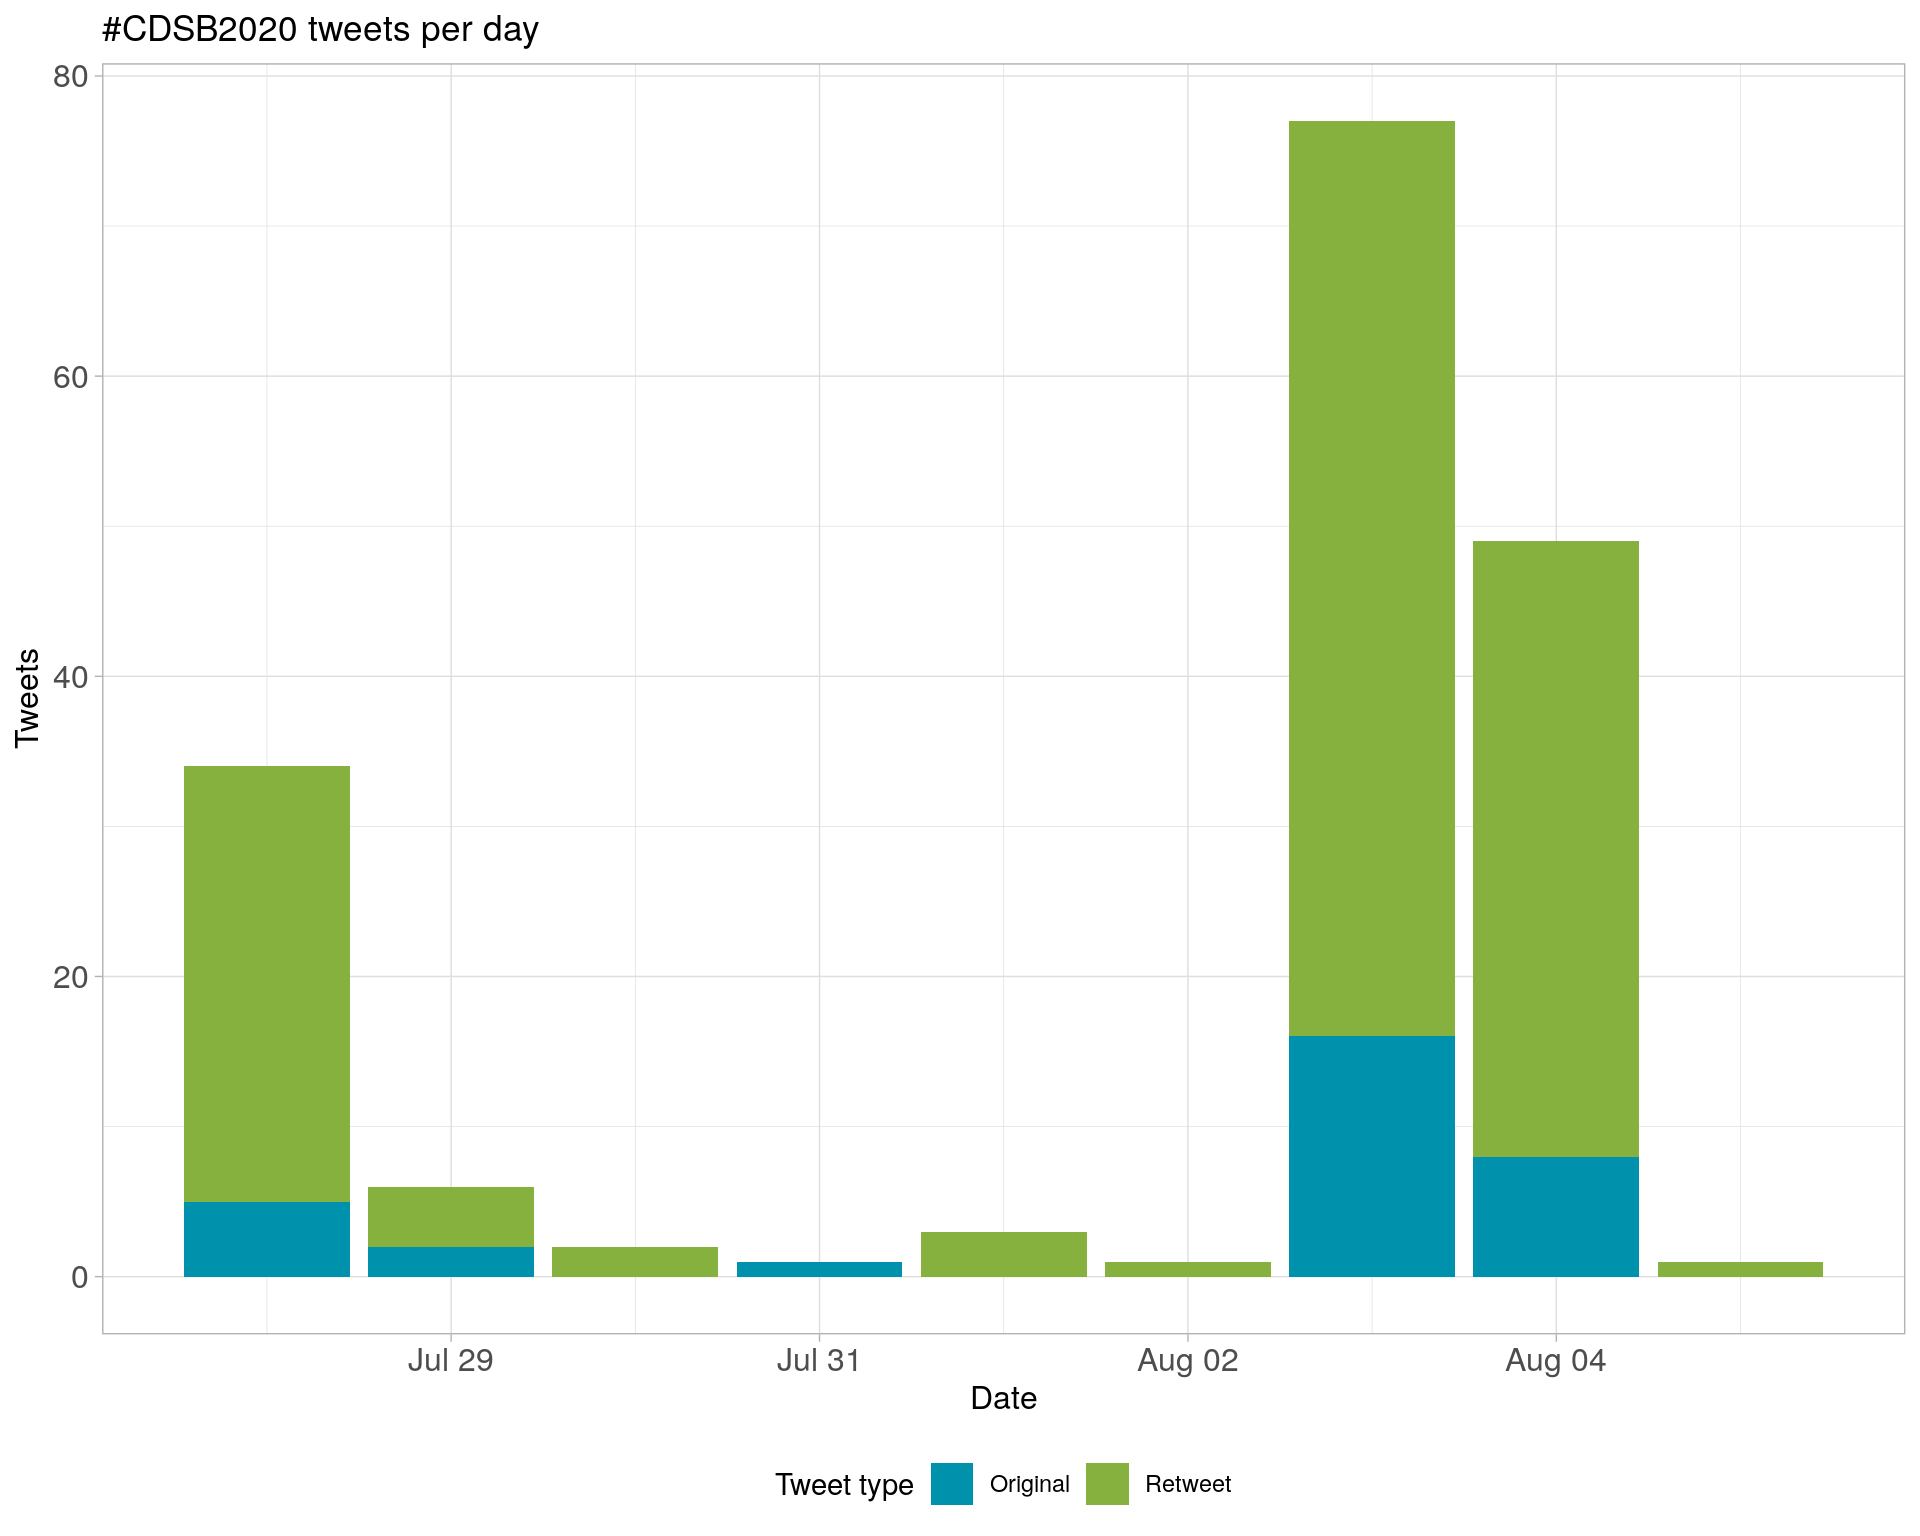 #CDSB2020 tweets per day
80
60
40
20
0
Tweets
Jul 29 Jul 31 Aug 02 Aug 04
Date
Tweet type Original Retweet